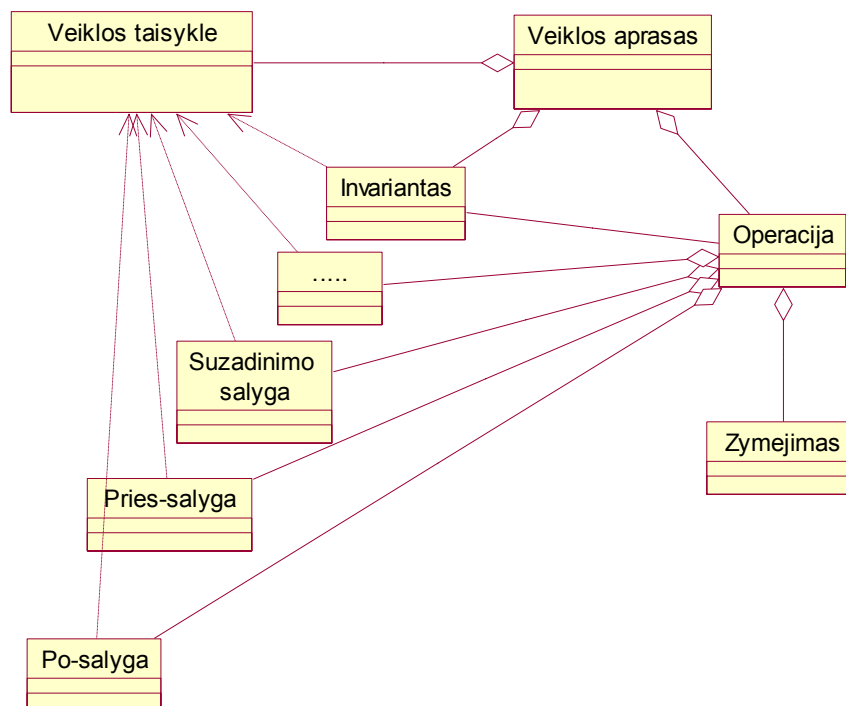 Veiklos taisykle
Veiklos aprasas
Invariantas
Operacija
.....
Suzadinimo
salyga
Zymejimas
Pries-salyga
Po-salyga